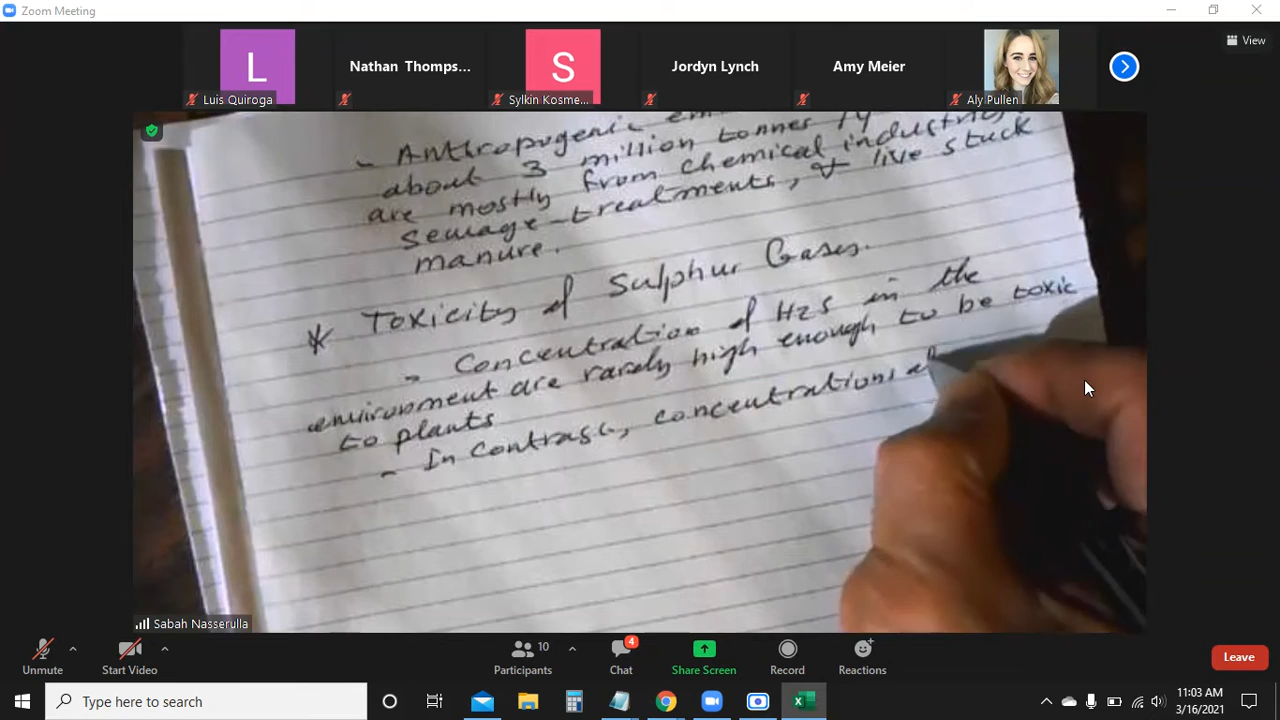 Zoom Meeting
View
L
Nathan Thomps...
S
Jordyn Lynch
Amy Meier
Luis Quiroga
Sylkin Kosme...
Aly Pullen
- Anthropogenic
about 3 million tonnes /y
are mostly from chemical industries
sewage-treatments, & live stuck
manure.
* Toxicity of Sulphur Gases.
- Concentration of H2S in the
environment are rarely high enough to be toxic
to plants
- In contrast, concentrations
Sabah Nasserulla
Unmute
Start Video
Participants
10
Chat
4
Share Screen
Record
Reactions
Leave
Type here to search
11:03 AM
3/16/2021